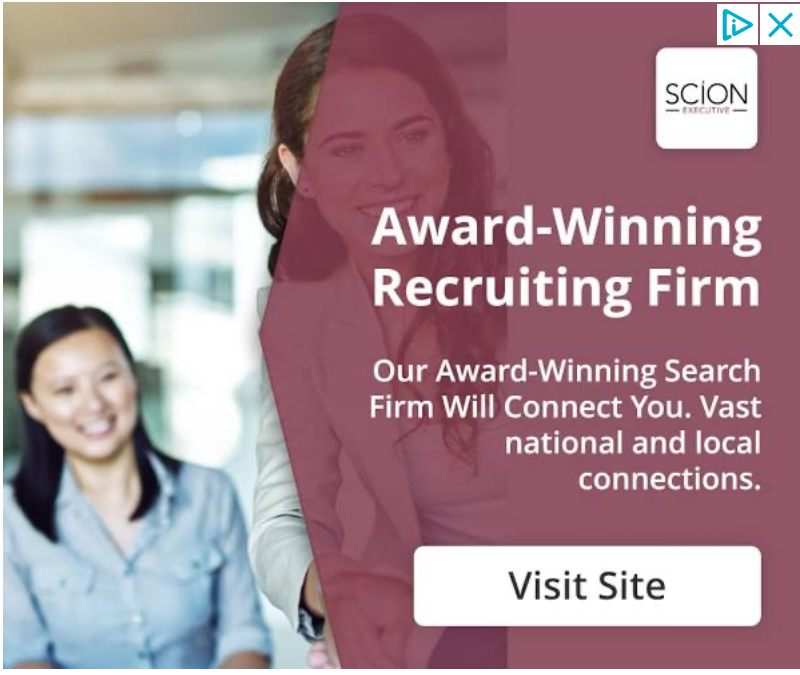 SCION
EXECUTIVE
Award-Winning
Recruiting Firm
Our Award-Winning Search
Firm Will Connect You. Vast
national and local
connections.
Visit Site